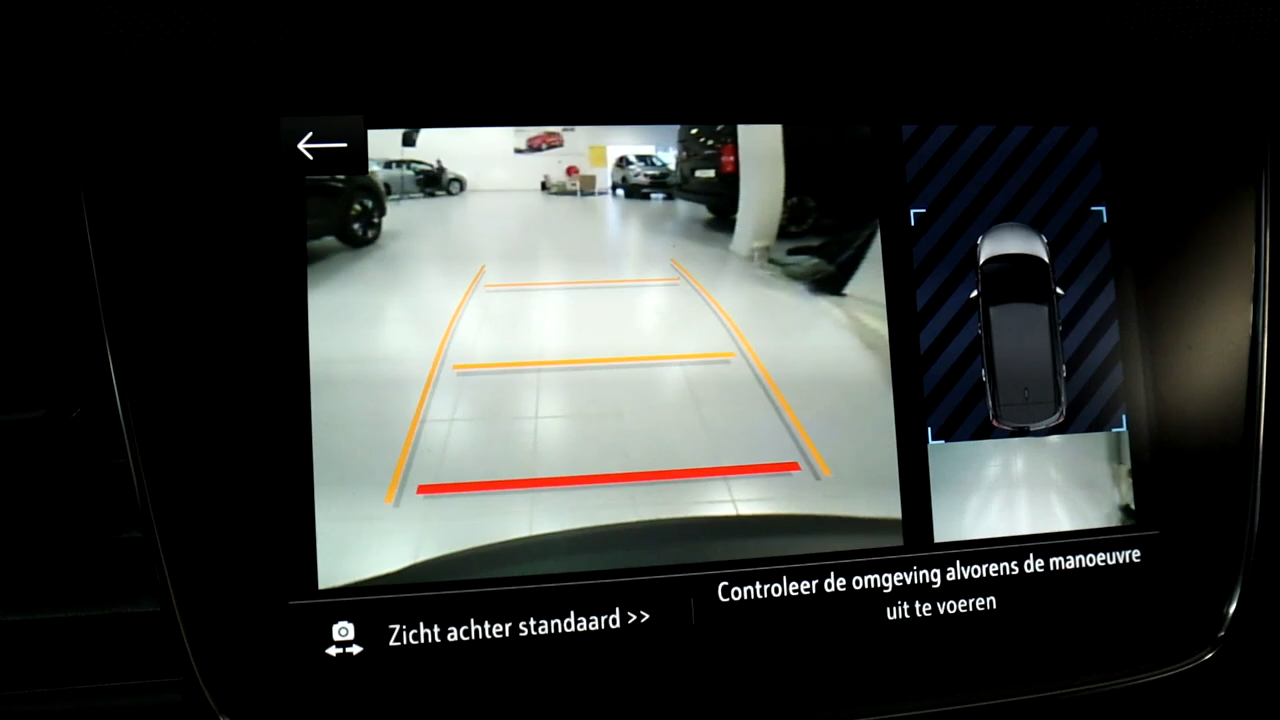 Zicht achter standaard >>
Controleer de omgeving alvorens de manoeuvre
uit te voeren